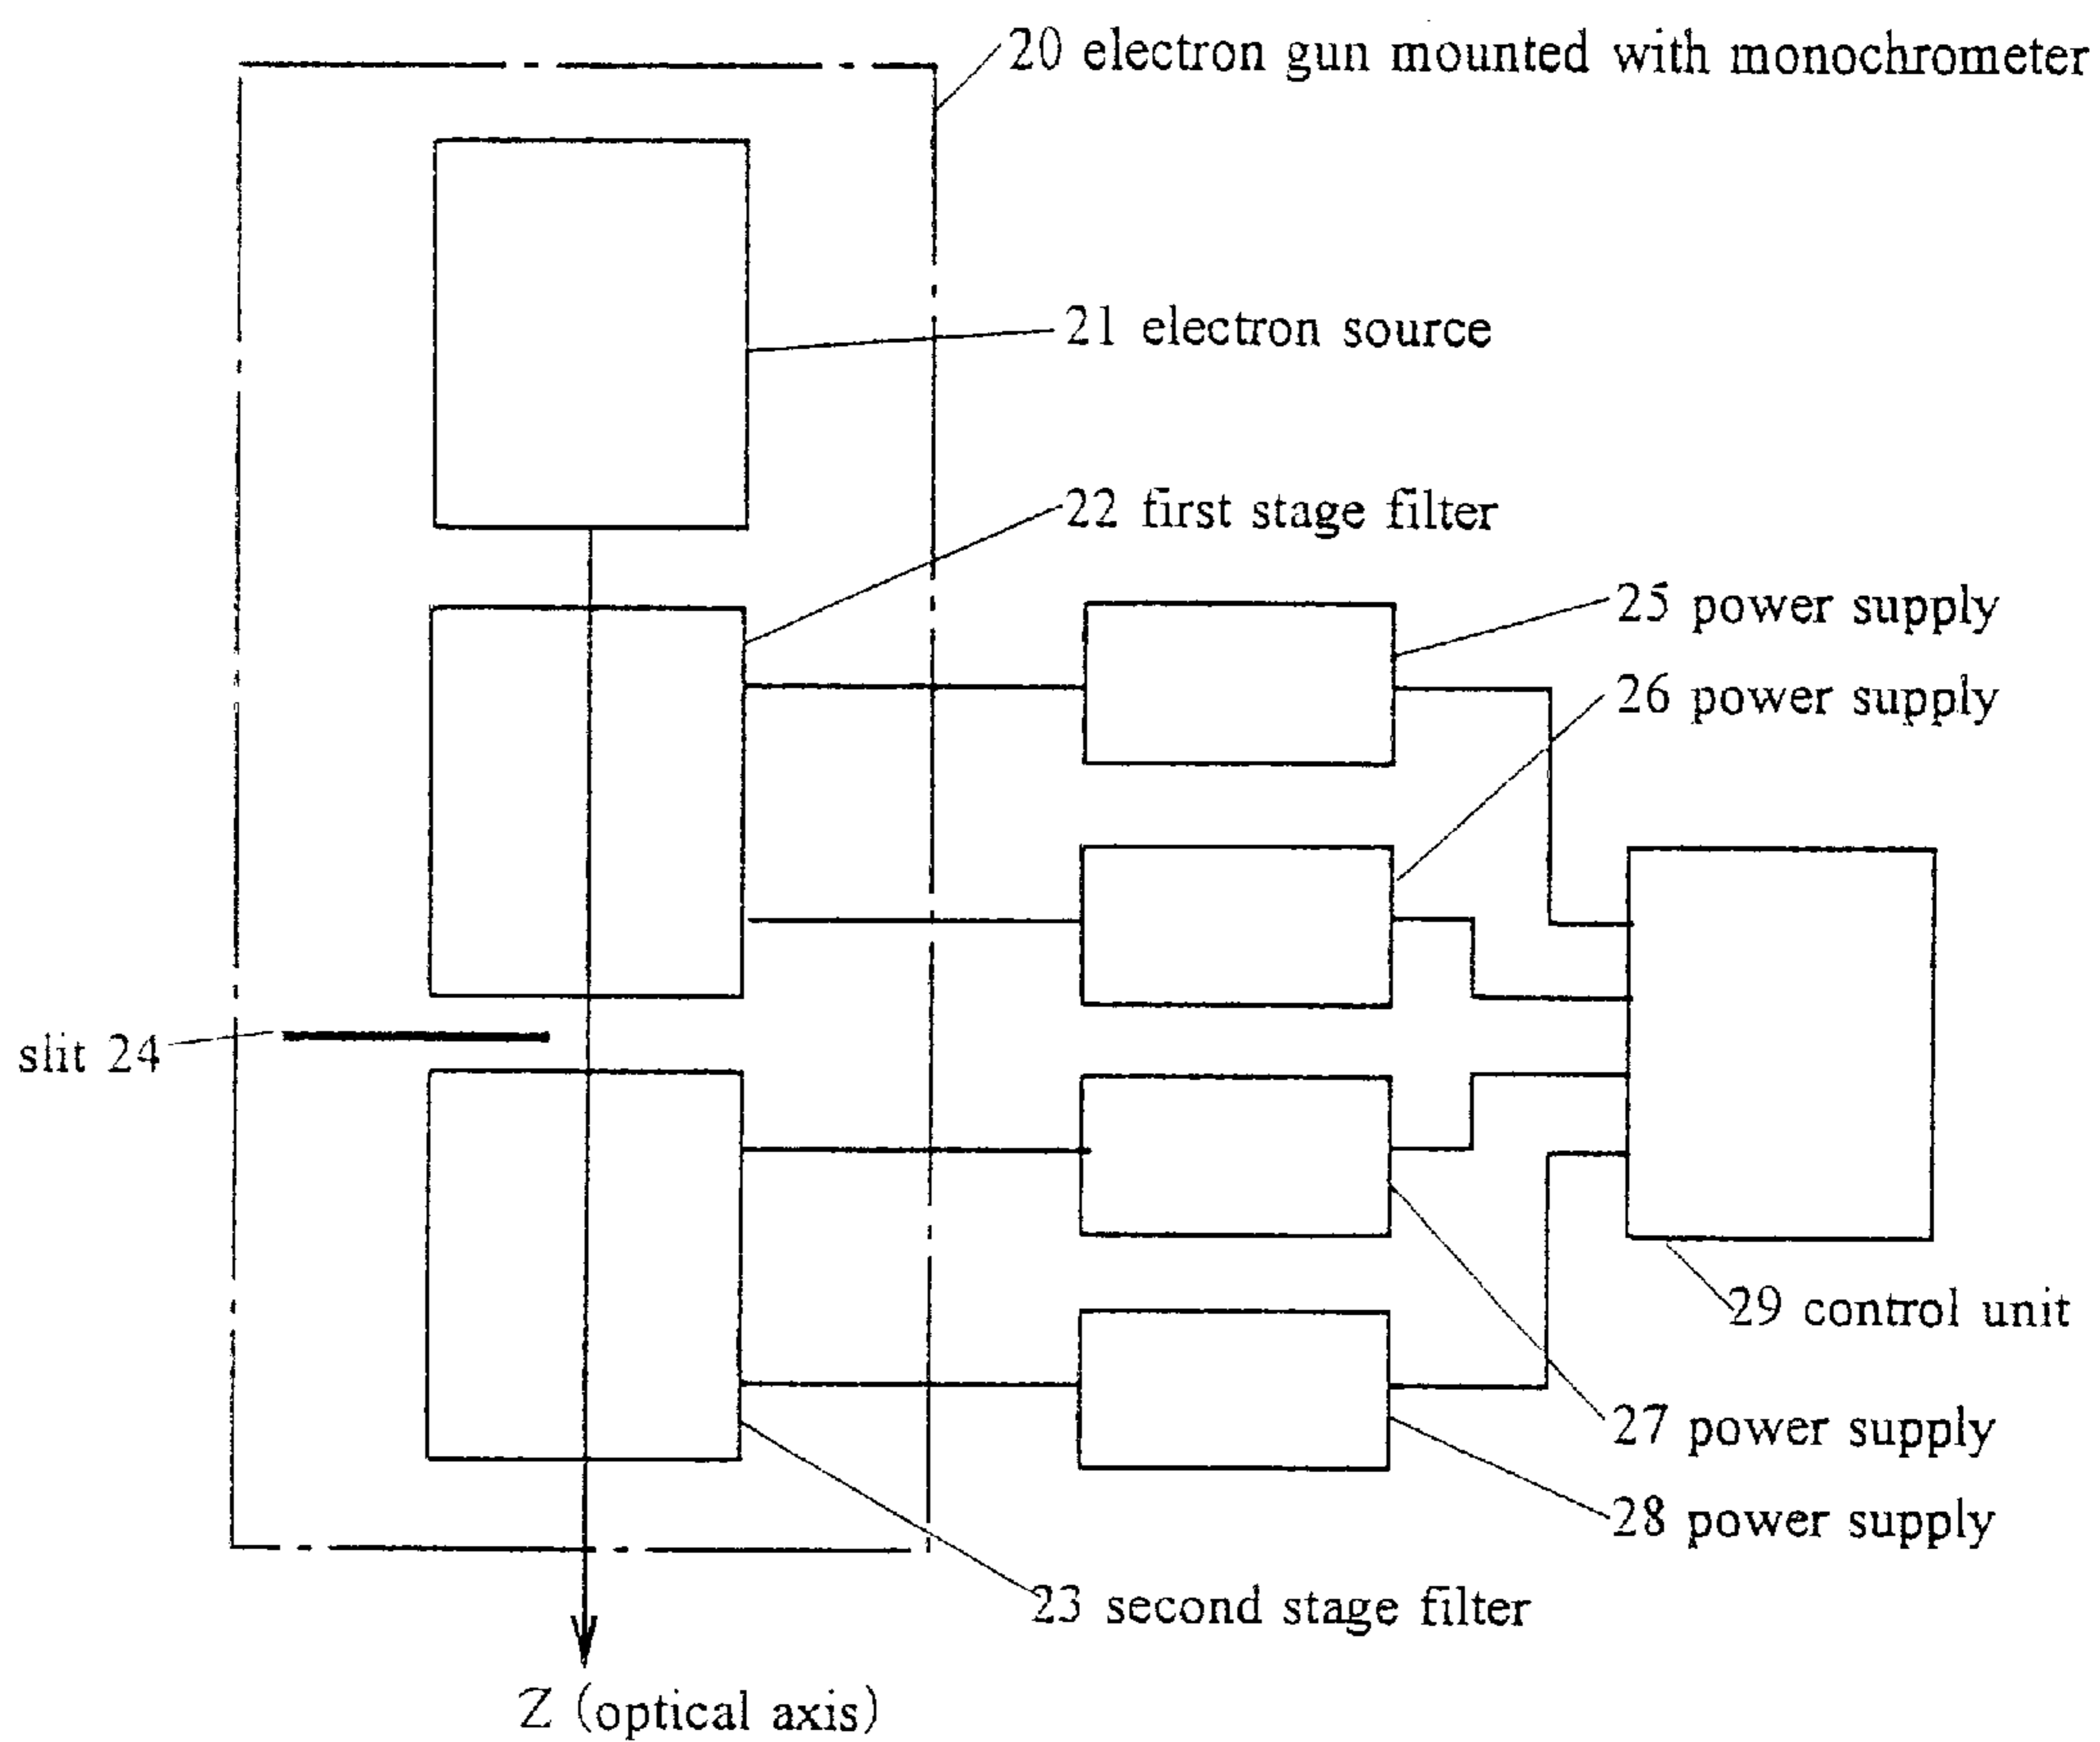 20 electron gun mounted with monochrometer
21 electron source
22 first stage filter
25 power supply
26 power supply
slit 24
29 control unit
27 power supply
28 power supply
23 second stage filter
Z (optical axis)